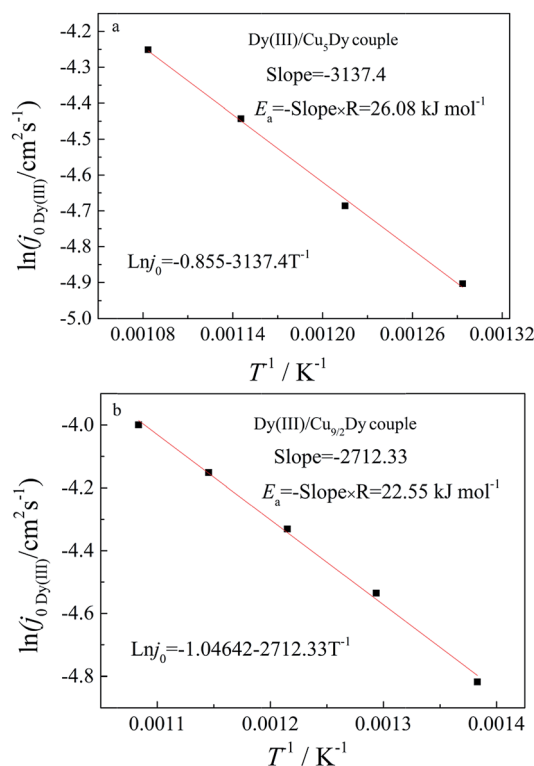 a
Dy(III)/Cu₅Dy couple
Slope=-3137.4
Eₐ=-Slope×R=26.08 kJ mol⁻¹
Lnj₀=-0.855-3137.4T⁻¹
ln(j₀ Dy(III)/cm²s⁻¹)
-4.2
-4.3
-4.4
-4.5
-4.6
-4.7
-4.8
-4.9
-5.0
0.00108 0.00114 0.00120 0.00126 0.00132
T⁻¹ / K⁻¹
b
Dy(III)/Cu₉/₂Dy couple
Slope=-2712.33
Eₐ=-Slope×R=22.55 kJ mol⁻¹
Lnj₀=-1.04642-2712.33T⁻¹
ln(j₀ Dy(III)/cm²s⁻¹)
-4.0
-4.2
-4.4
-4.6
-4.8
0.0011 0.0012 0.0013 0.0014
T⁻¹ / K⁻¹